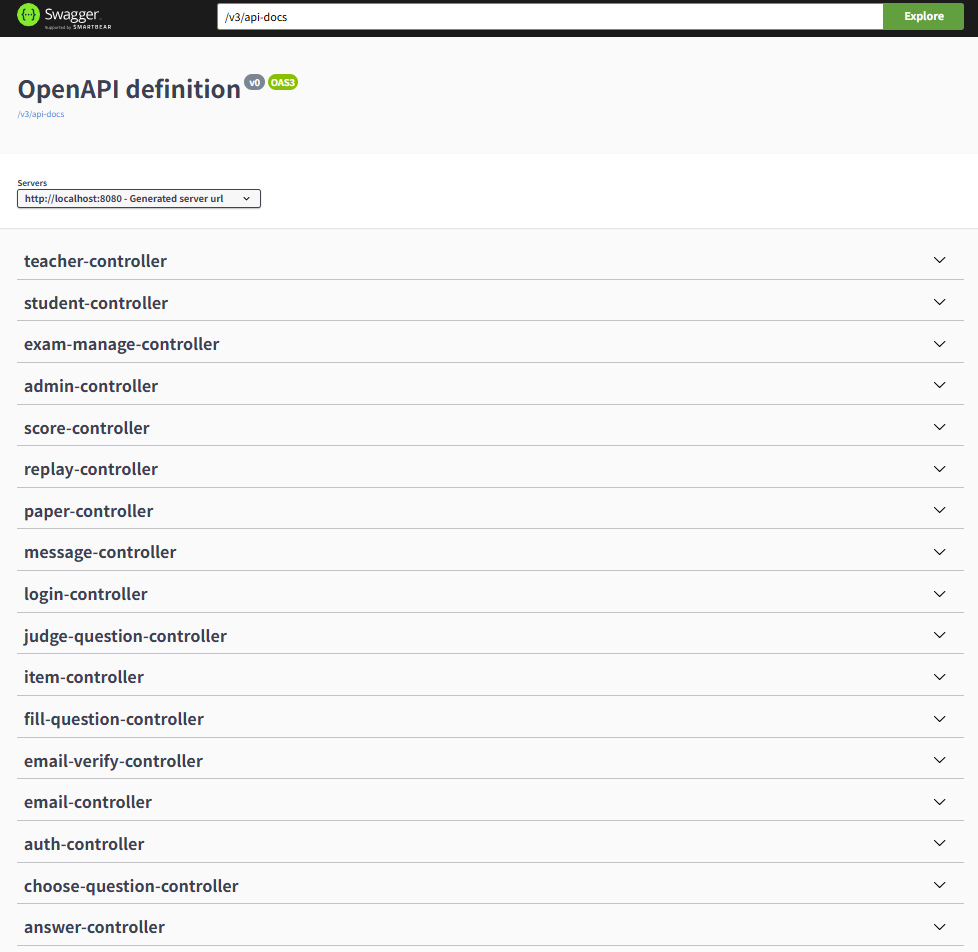 Swagger
Supported by SMARTBEAR
/v3/api-docs
Explore
OpenAPI definition v0 OAS3
/v3/api-docs
Servers
http://localhost:8080 - Generated server url
teacher-controller
student-controller
exam-manage-controller
admin-controller
score-controller
replay-controller
paper-controller
message-controller
login-controller
judge-question-controller
item-controller
fill-question-controller
email-verify-controller
email-controller
auth-controller
choose-question-controller
answer-controller